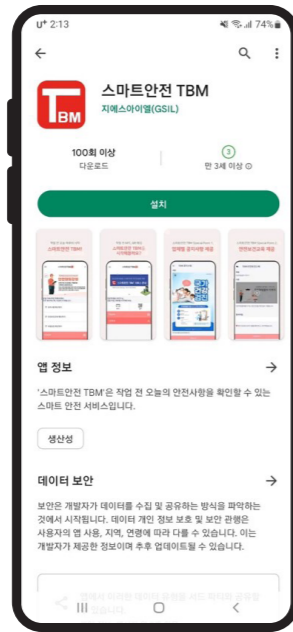 U⁺ 2:13
74%
TBM
스마트안전 TBM
지에스아이엘(GSIL)
100회 이상
다운로드
3
만 3세 이상
설치
앱 정보
'스마트안전 TBM'은 작업 전 오늘의 안전사항을 확인할 수 있는
스마트 안전 서비스입니다.
생산성
데이터 보안
보안은 개발자가 데이터를 수집 및 공유하는 방식을 파악하는
것에서 시작됩니다. 데이터 개인 정보 보호 및 보안 관행은
사용자의 앱 사용, 지역, 연령에 따라 다를 수 있습니다. 이는
개발자가 제공한 정보이며 추후 업데이트될 수 있습니다.